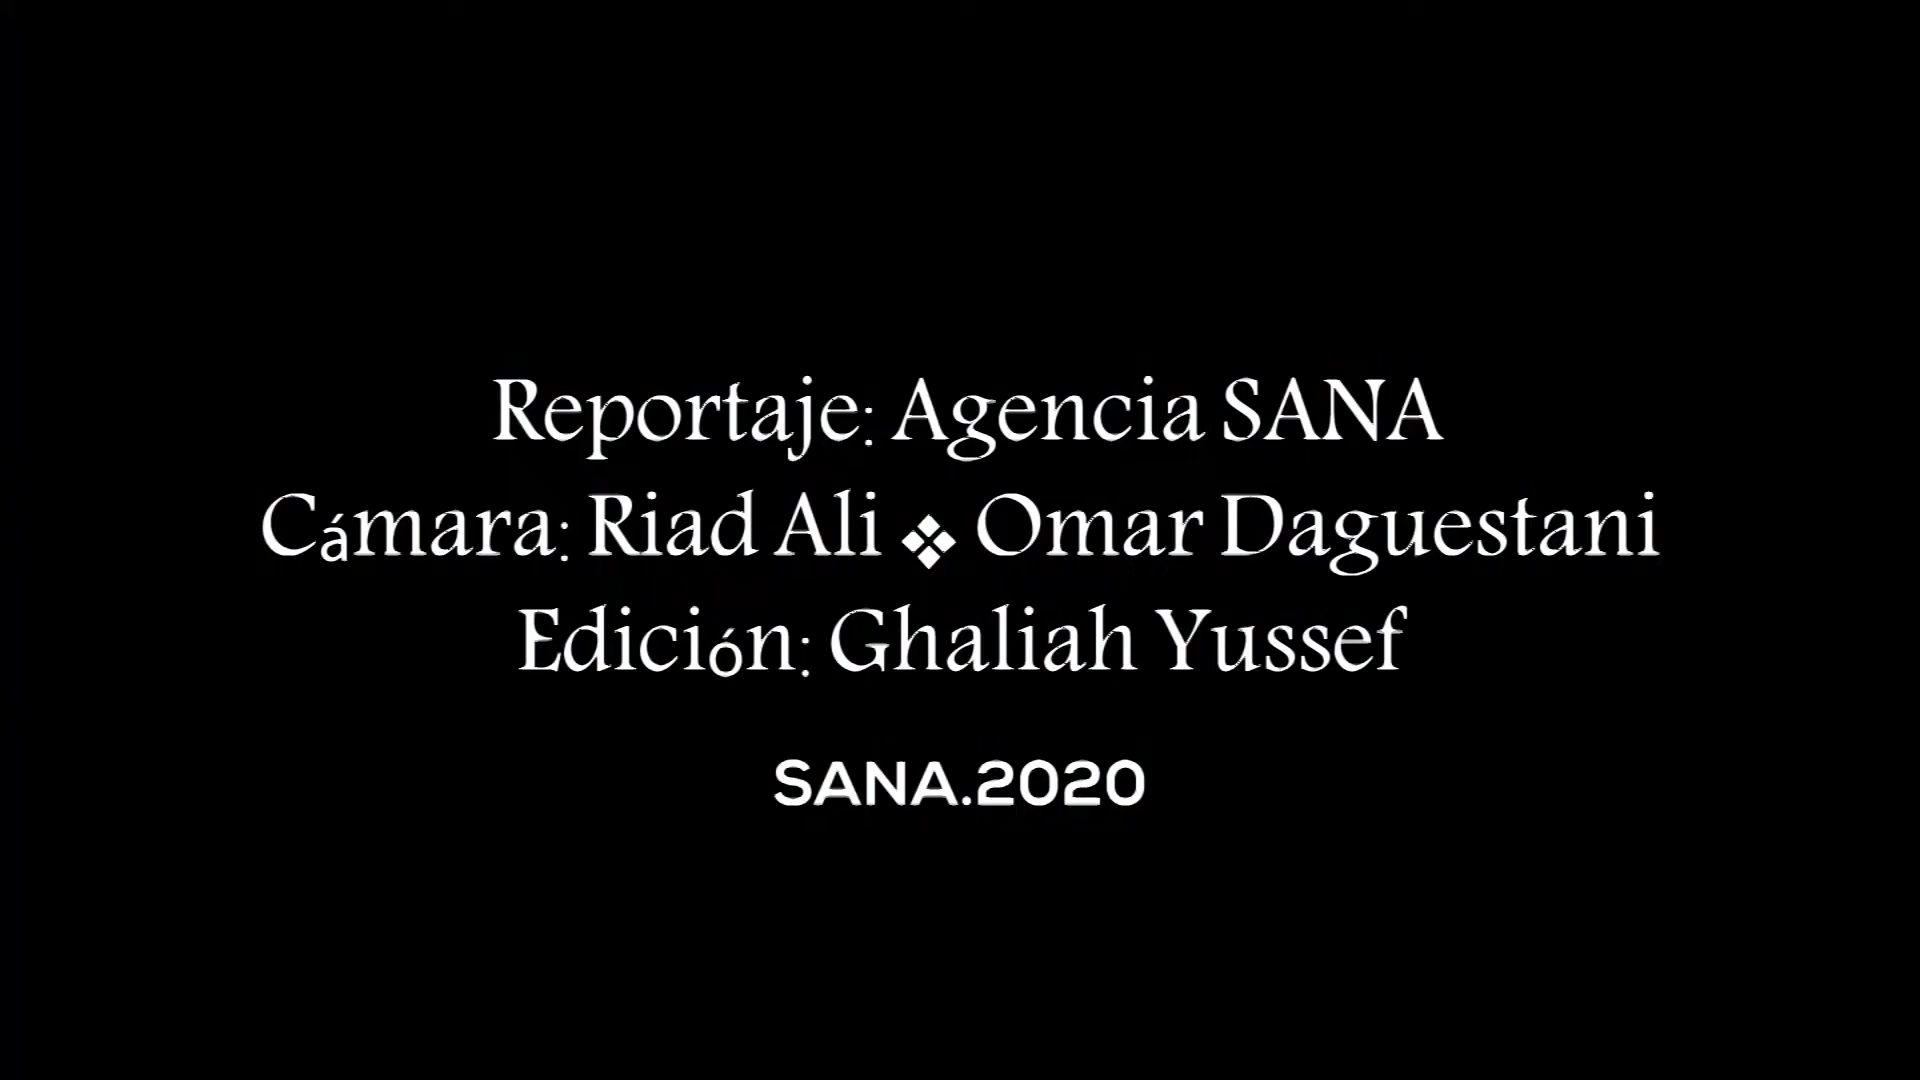 Reportaje: Agencia SANA
Cámara: Riad Ali ❖ Omar Daguestani
Edición: Ghaliah Yussef
SANA.2020